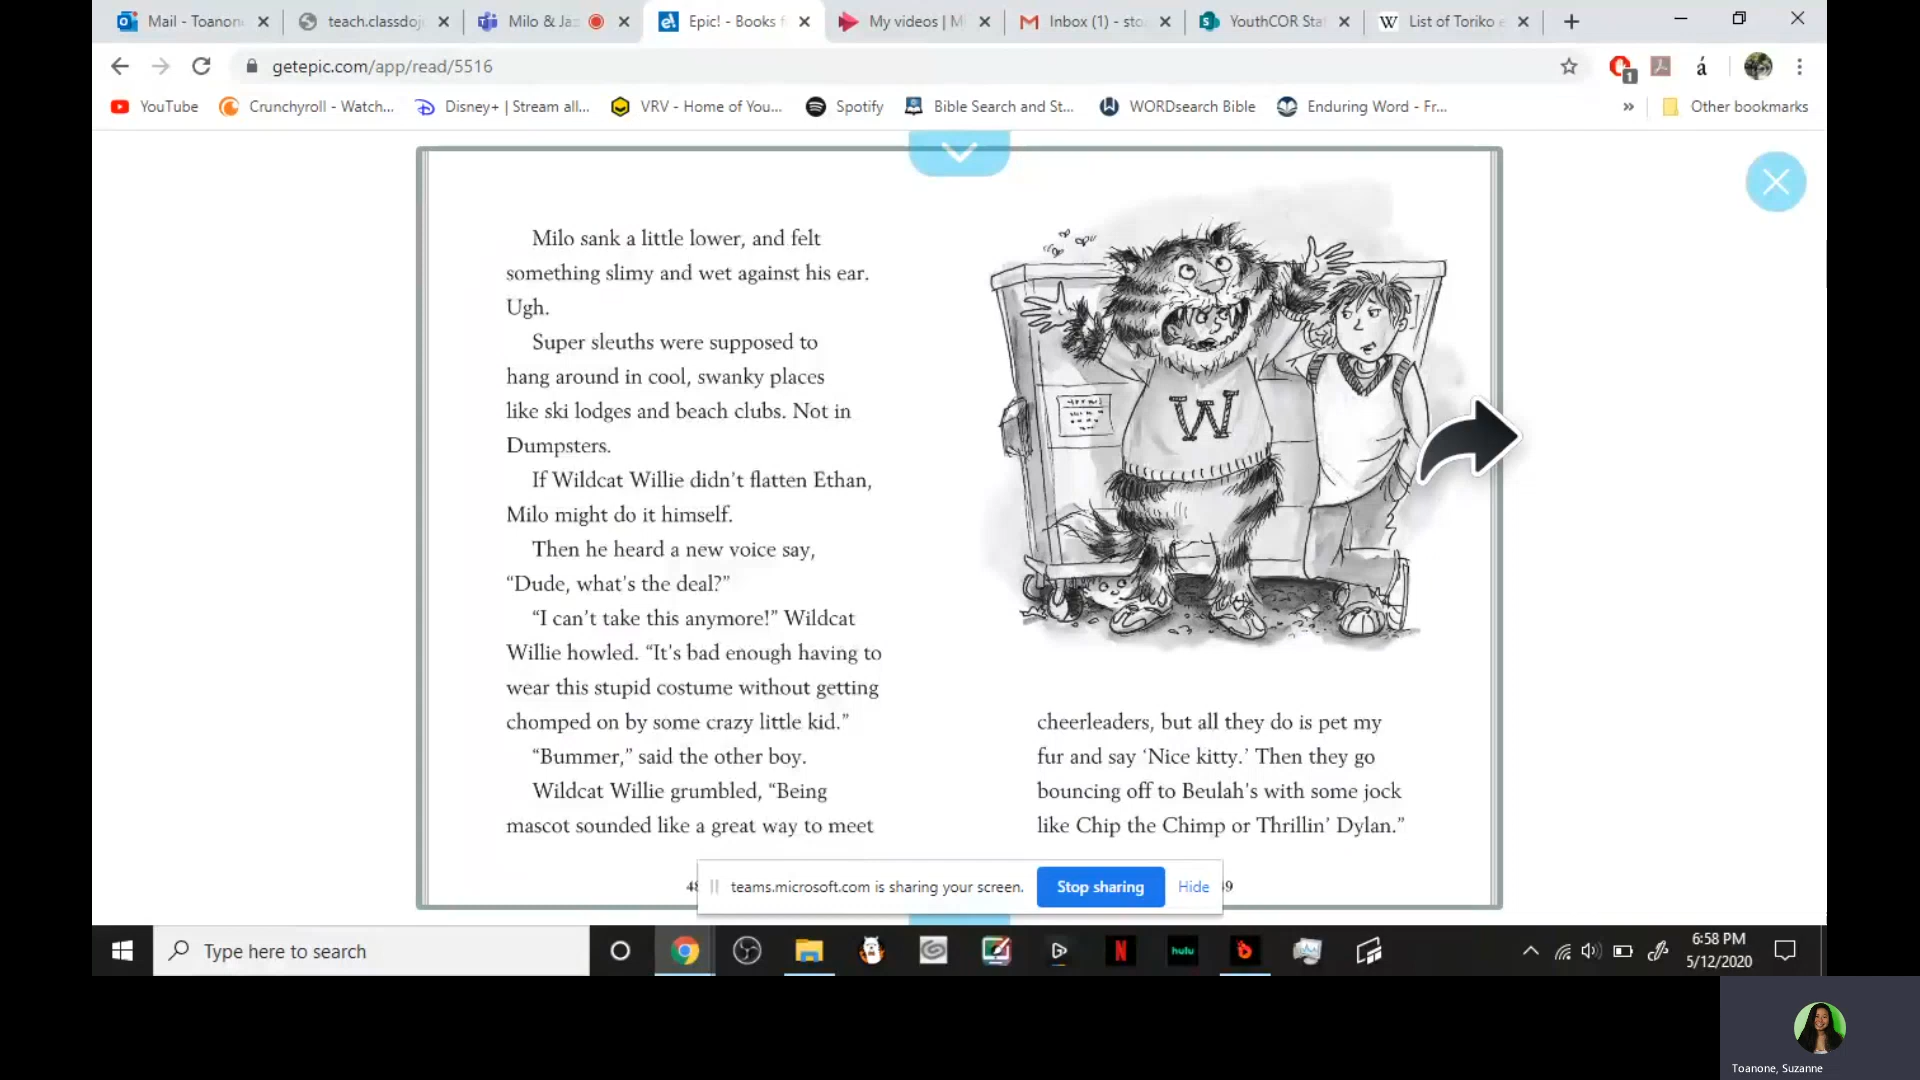 Mail - Toanon
teach.classdoj
Milo & Ja
Epic! - Books f
My videos | M
Inbox (1) - sto
YouthCOR Sta
List of Toriko e
getepic.com/app/read/5516
1
YouTube
Crunchyroll - Watch...
Disney+ | Stream all...
VRV - Home of You...
Spotify
Bible Search and St...
WORDsearch Bible
Enduring Word - Fr...
Other bookmarks
Milo sank a little lower, and felt
something slimy and wet against his ear.
Ugh.
Super sleuths were supposed to
hang around in cool, swanky places
like ski lodges and beach clubs. Not in
Dumpsters.
If Wildcat Willie didn't flatten Ethan,
Milo might do it himself.
Then he heard a new voice say,
“Dude, what's the deal?”
“I can't take this anymore!” Wildcat
Willie howled. “It's bad enough having to
wear this stupid costume without getting
chomped on by some crazy little kid.”
“Bummer,” said the other boy.
Wildcat Willie grumbled, “Being
mascot sounded like a great way to meet
W
cheerleaders, but all they do is pet my
fur and say ‘Nice kitty.’ Then they go
bouncing off to Beulah's with some jock
like Chip the Chimp or Thrillin’ Dylan.”
teams.microsoft.com is sharing your screen.
Stop sharing
Hide
Type here to search
hulu
6:58 PM
5/12/2020
Toanone, Suzanne